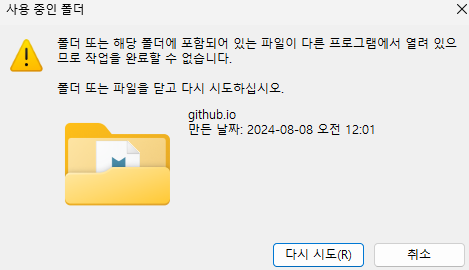 사용 중인 폴더
폴더 또는 해당 폴더에 포함되어 있는 파일이 다른 프로그램에서 열려 있으
므로 작업을 완료할 수 없습니다.
폴더 또는 파일을 닫고 다시 시도하십시오.
github.io
만든 날짜: 2024-08-08 오전 12:01
다시 시도(R)
취소